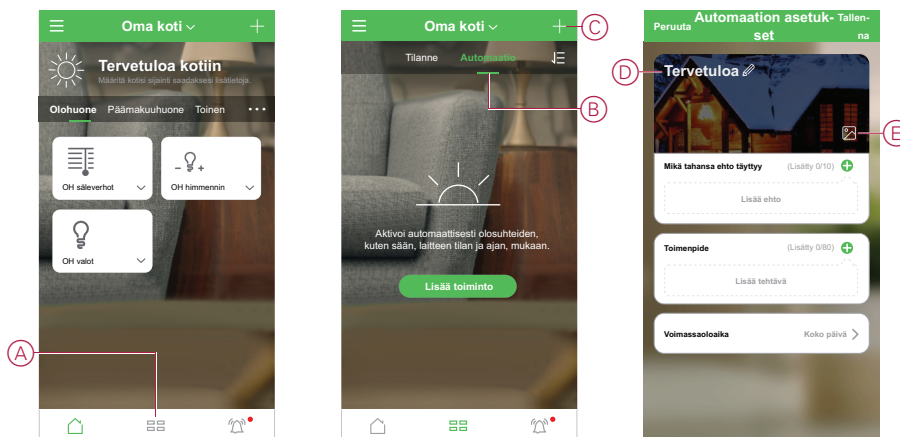 Oma koti
Tervetuloa kotiin
Määritä kotisi sijainti saadaksesi lisätietoja.
Olohuone Päämakuuhuone Toinen
OH säleverhot
OH himmennin
OH valot
A
Oma koti
C
Tilanne Automaatio
B
Aktivoi automaattisesti olosuhteiden,
kuten sään, laitteen tilan ja ajan, mukaan.
Lisää toiminto
Peruuta
Automaation asetuk-
set
Tallen-
na
D
Tervetuloa
E
Mikä tahansa ehto täyttyy (Lisätty 0/10)
Lisää ehto
Toimenpide (Lisätty 0/80)
Lisää tehtävä
Voimassaoloaika Koko päivä